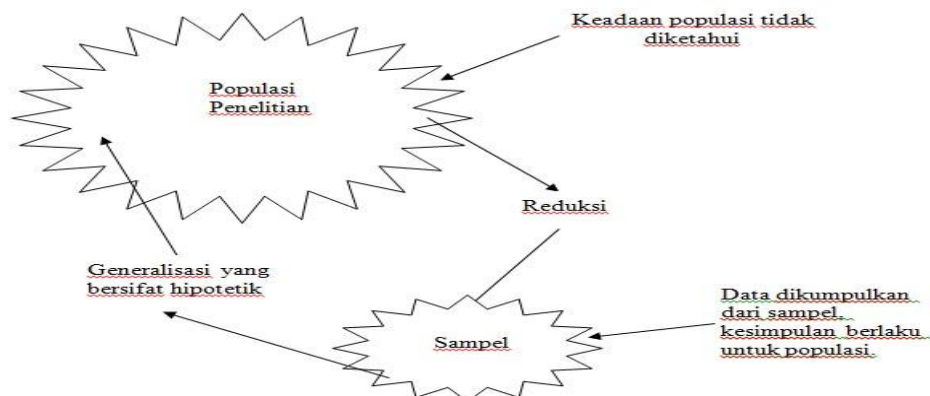 Keadaan populasi tidak
diketahui
Populasi
Penelitian
Reduksi
Generalisasi yang
bersifat hipotetik
Data dikumpulkan
dari sampel,
kesimpulan berlaku
untuk populasi.
Sampel